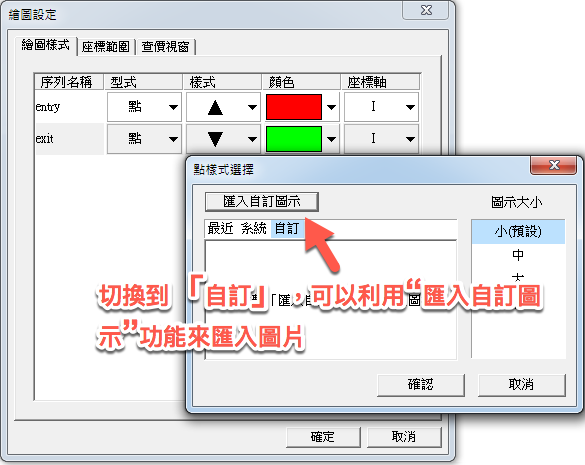 繪圖設定
繪圖樣式 座標範圍 查價視窗
序列名稱 型式 樣式 顏色 座標軸
entry 點 I
exit 點 I
點樣式選擇
匯入自訂圖示 圖示大小
最近 系統 自訂
小(預設)
中
大
「匯入自 圖
切換到「自訂」，可以利用“匯入自訂圖
示”功能來匯入圖片
確認 取消
確定 取消